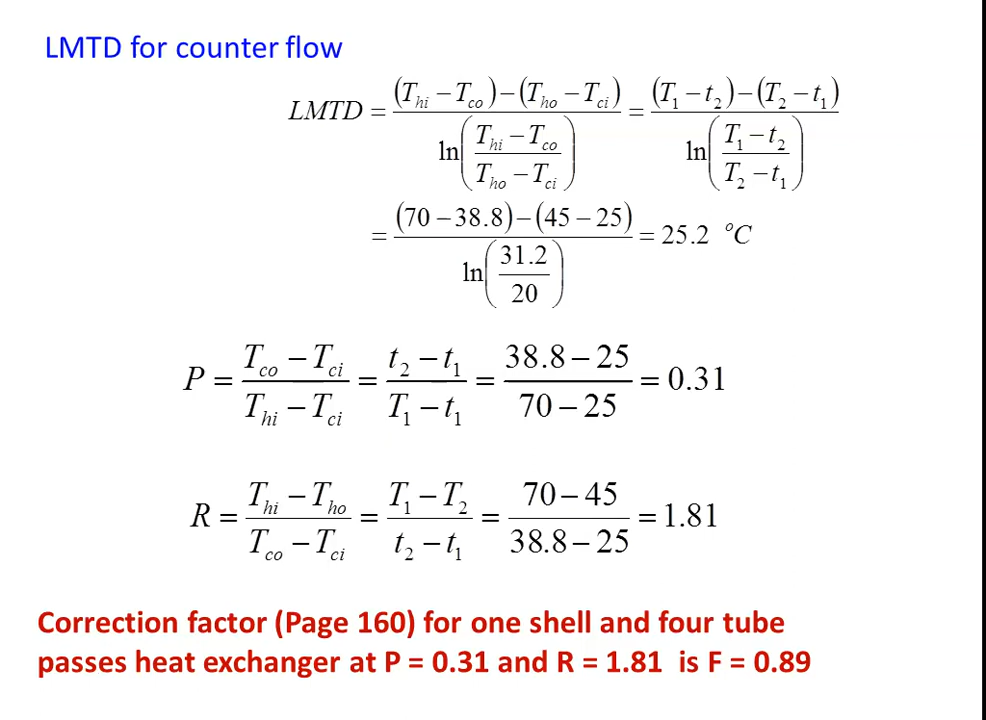 LMTD for counter flow
LMTD = ((T_hi − T_co) − (T_ho − T_ci)) / ln((T_hi − T_co) / (T_ho − T_ci)) = ((T_1 − t_2) − (T_2 − t_1)) / ln((T_1 − t_2) / (T_2 − t_1))
= ((70 − 38.8) − (45 − 25)) / ln(31.2 / 20) = 25.2 °C
P = (T_co − T_ci) / (T_hi − T_ci) = (t_2 − t_1) / (T_1 − t_1) = (38.8 − 25) / (70 − 25) = 0.31
R = (T_hi − T_ho) / (T_co − T_ci) = (T_1 − T_2) / (t_2 − t_1) = (70 − 45) / (38.8 − 25) = 1.81
Correction factor (Page 160) for one shell and four tube
passes heat exchanger at P = 0.31 and R = 1.81 is F = 0.89